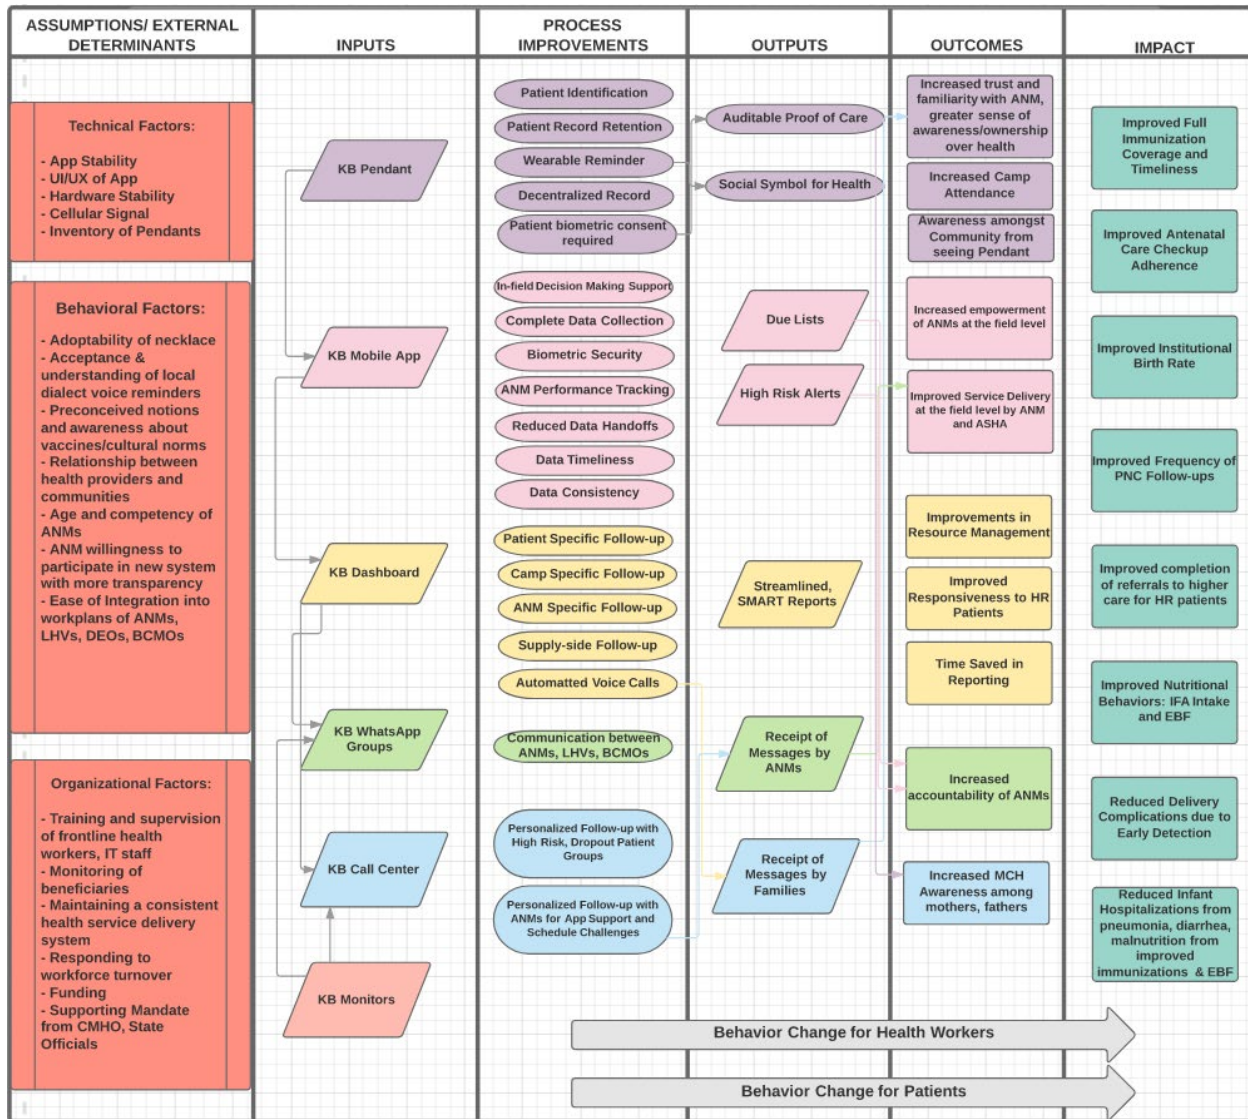 ASSUMPTIONS/ EXTERNAL
DETERMINANTS
INPUTS
PROCESS
IMPROVEMENTS
OUTPUTS
OUTCOMES
IMPACT
Technical Factors:
- App Stability
- UI/UX of App
- Hardware Stability
- Cellular Signal
- Inventory of Pendants
Behavioral Factors:
- Adoptability of necklace
- Acceptance &
understanding of local
dialect voice reminders
- Preconceived notions
and awareness about
vaccines/cultural norms
- Relationship between
health providers and
communities
- Age and competency of
ANMs
- ANM willingness to
participate in new system
with more transparency
- Ease of Integration into
workplans of ANMs,
LHVs, DEOs, BCMOs
Organizational Factors:
- Training and supervision
of frontline health
workers, IT staff
- Monitoring of
beneficiaries
- Maintaining a consistent
health service delivery
system
- Responding to
workforce turnover
- Funding
- Supporting Mandate
from CMHO, State
Officials
KB Pendant
KB Mobile App
KB Dashboard
KB WhatsApp
Groups
KB Call Center
KB Monitors
Patient Identification
Patient Record Retention
Wearable Reminder
Decentralized Record
Patient biometric consent
required
In-field Decision Making Support
Complete Data Collection
Biometric Security
ANM Performance Tracking
Reduced Data Handoffs
Data Timeliness
Data Consistency
Patient Specific Follow-up
Camp Specific Follow-up
ANM Specific Follow-up
Supply-side Follow-up
Automatted Voice Calls
Communication between
ANMs, LHVs, BCMOs
Personalized Follow-up with
High Risk, Dropout Patient
Groups
Personalized Follow-up with
ANMs for App Support and
Schedule Challenges
Auditable Proof of Care
Social Symbol for Health
Due Lists
High Risk Alerts
Streamlined,
SMART Reports
Receipt of
Messages by
ANMs
Receipt of
Messages by
Families
Increased trust and
familiarity with ANM,
greater sense of
awareness/ownership
over health
Increased Camp
Attendance
Awareness amongst
Community from
seeing Pendant
Increased empowerment
of ANMs at the field level
Improved Service Delivery
at the field level by ANM
and ASHA
Improvements in
Resource Management
Improved
Responsiveness to HR
Patients
Time Saved in
Reporting
Increased
accountability of ANMs
Increased MCH
Awareness among
mothers, fathers
Improved Full
Immunization
Coverage and
Timeliness
Improved Antenatal
Care Checkup
Adherence
Improved Institutional
Birth Rate
Improved Frequency of
PNC Follow-ups
Improved completion of
referrals to higher
care for HR patients
Improved Nutritional
Behaviors: IFA Intake
and EBF
Reduced Delivery
Complications due to
Early Detection
Reduced Infant
Hospitalizations from
pneumonia, diarrhea,
malnutrition from
improved
immunizations & EBF
Behavior Change for Health Workers
Behavior Change for Patients